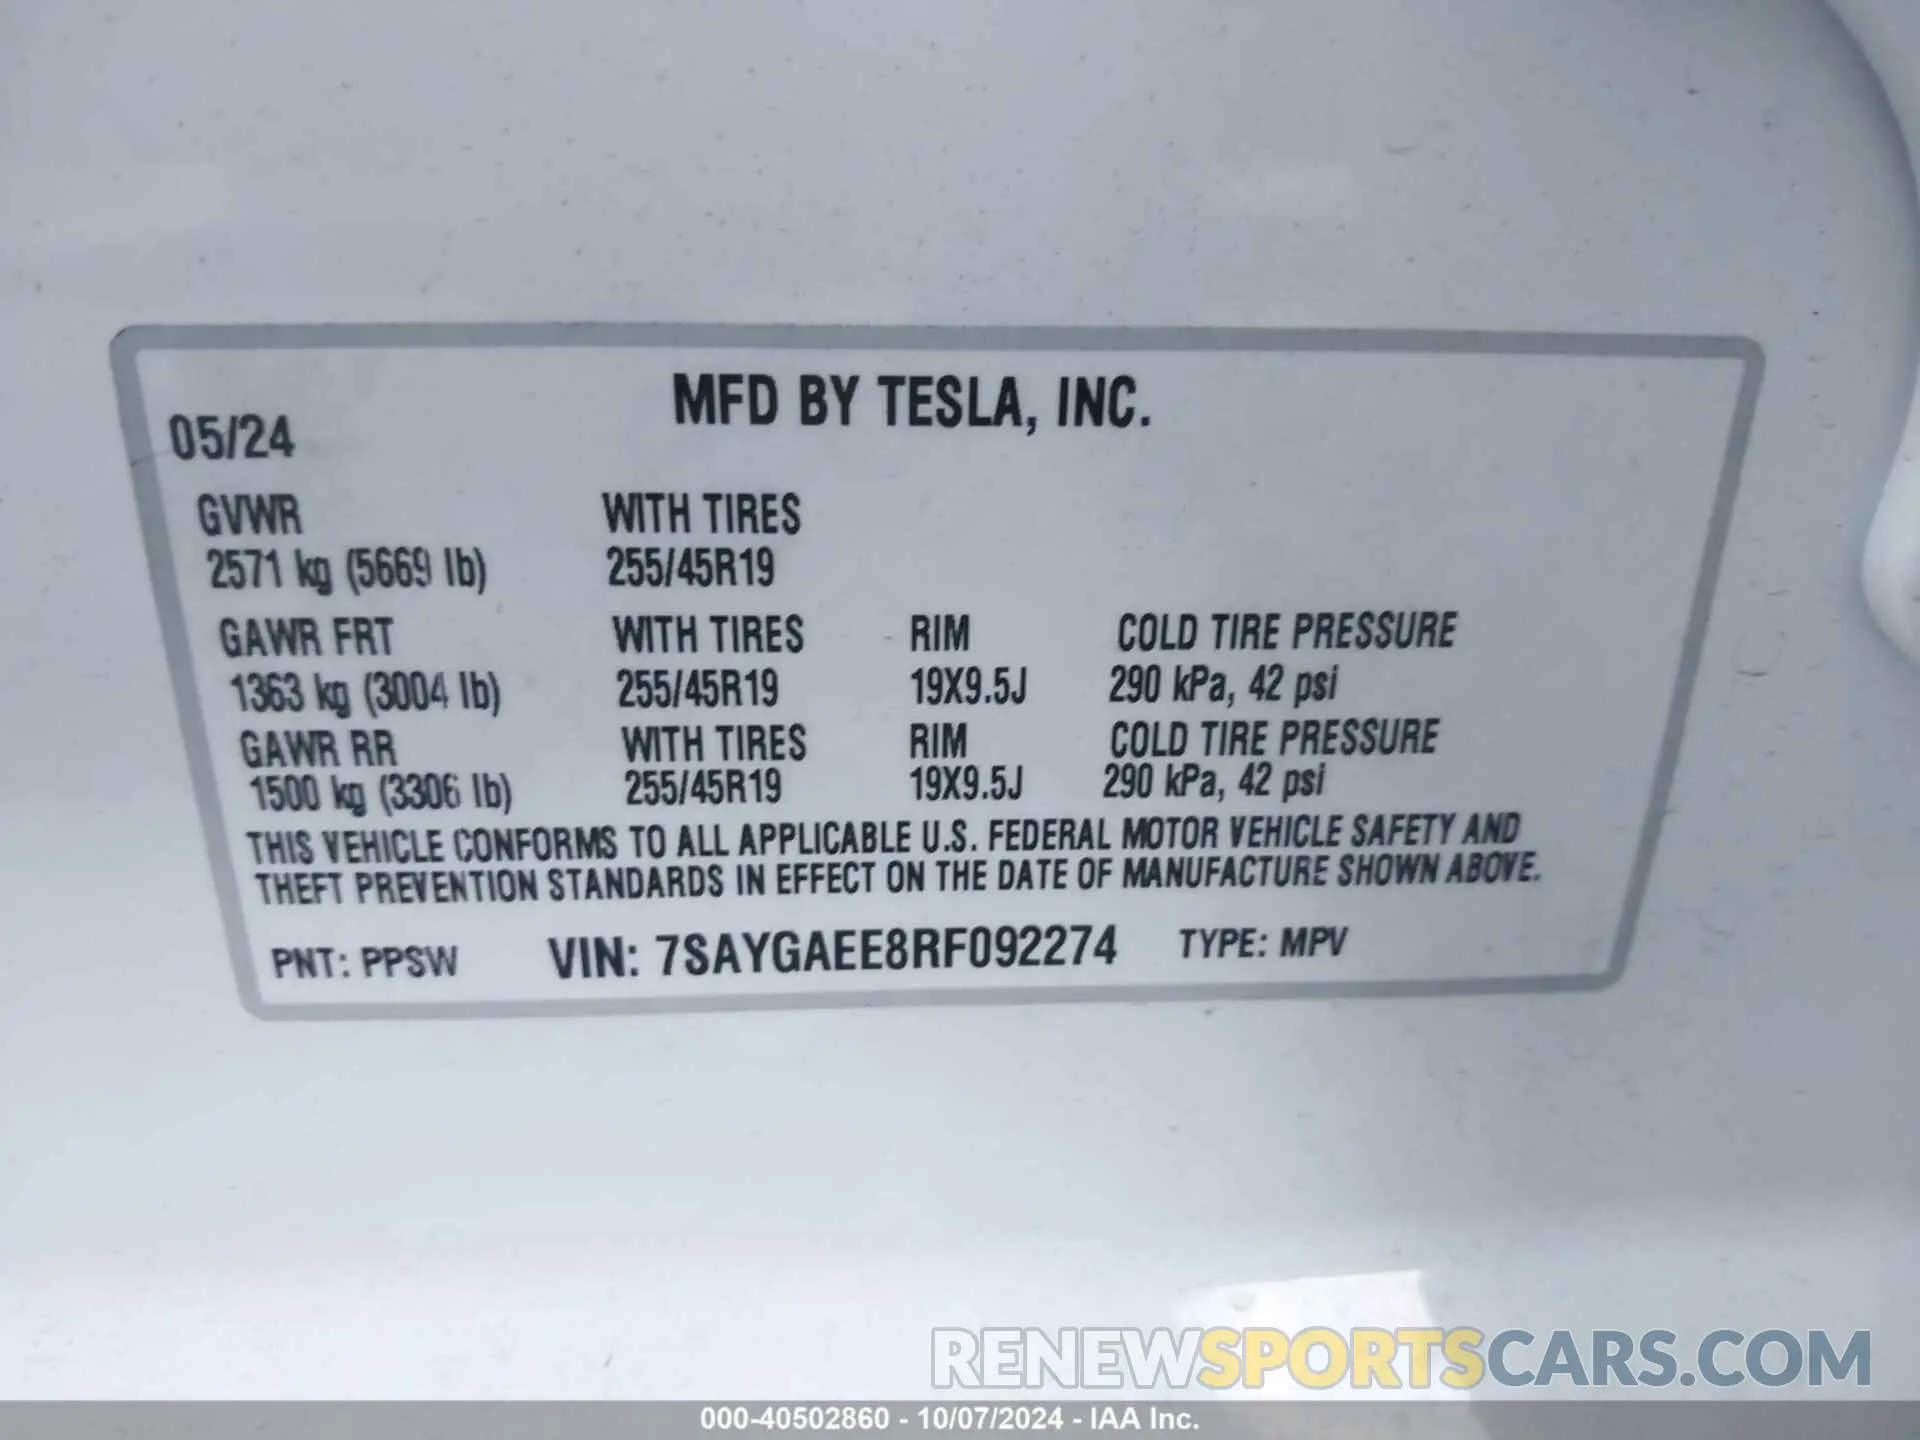 MFD BY TESLA, INC.
05/24
GVWR WITH TIRES
2571 kg (5669 lb) 255/45R19
GAWR FRT WITH TIRES RIM COLD TIRE PRESSURE
1363 kg (3004 lb) 255/45R19 19X9.5J 290 kPa, 42 psi
GAWR RR WITH TIRES RIM COLD TIRE PRESSURE
1500 kg (3306 lb) 255/45R19 19X9.5J 290 kPa, 42 psi
THIS VEHICLE CONFORMS TO ALL APPLICABLE U.S. FEDERAL MOTOR VEHICLE SAFETY AND
THEFT PREVENTION STANDARDS IN EFFECT ON THE DATE OF MANUFACTURE SHOWN ABOVE.
PNT: PPSW VIN: 7SAYGAEE8RF092274 TYPE: MPV
RENEWSPORTSCARS.COM
000-40502860 - 10/07/2024 - IAA Inc.